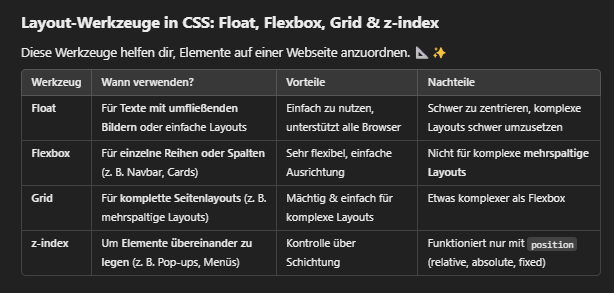 Layout-Werkzeuge in CSS: Float, Flexbox, Grid & z-index
Diese Werkzeuge helfen dir, Elemente auf einer Webseite anzuordnen. 📐 ✨
Werkzeug Wann verwenden? Vorteile Nachteile
Float Für Texte mit umfließenden Einfach zu nutzen, Schwer zu zentrieren, komplexe
Bildern oder einfache Layouts unterstützt alle Browser Layouts schwer umzusetzen
Flexbox Für einzelne Reihen oder Spalten Sehr flexibel, einfache Nicht für komplexe mehrspaltige
(z. B. Navbar, Cards) Ausrichtung Layouts
Grid Für komplette Seitenlayouts (z. B. Mächtig & einfach für Etwas komplexer als Flexbox
mehrspaltige Layouts) komplexe Layouts
z-index Um Elemente übereinander zu Kontrolle über Funktioniert nur mit position
legen (z. B. Pop-ups, Menüs) Schichtung (relative, absolute, fixed)